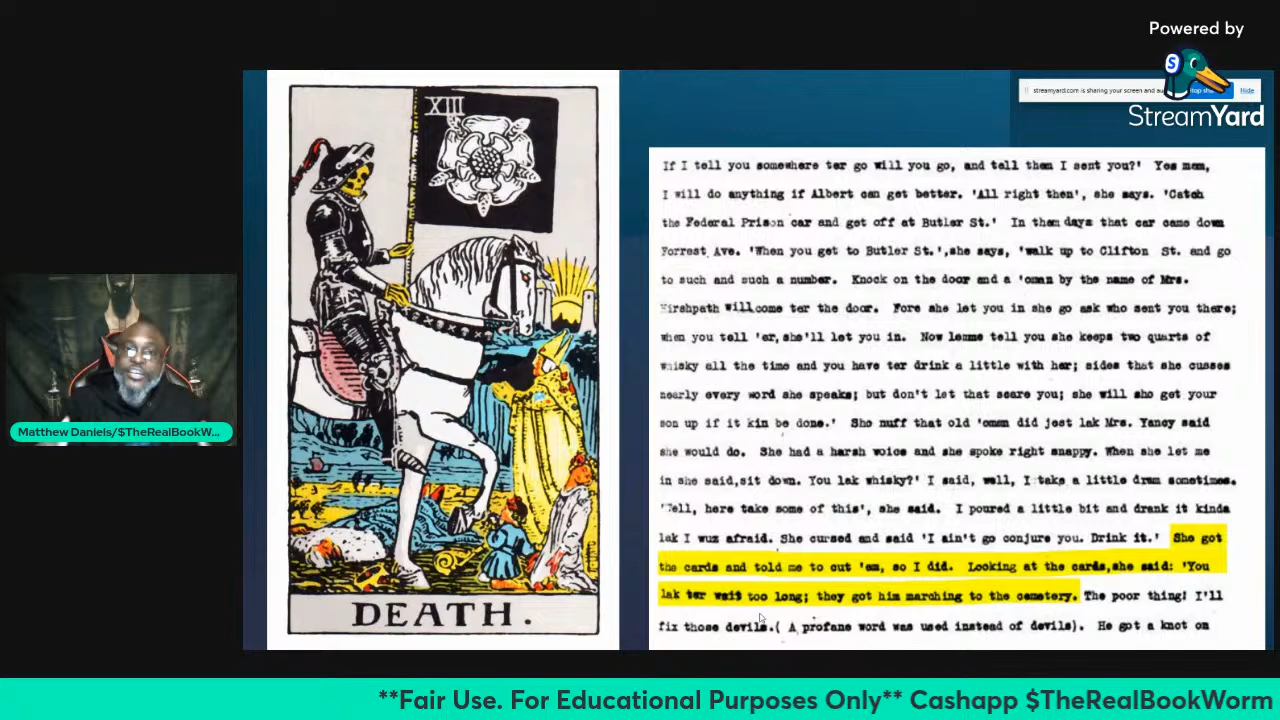 Powered by
StreamYard
streamyard.com is sharing your screen and
Hide
XIII
DEATH.
If I tell you somewhere ter go will you go, and tell them I sent you?' Yes mam,
I will do anything if Albert can get better. 'All right then', she says. 'Catch
the Federal Prison car and get off at Butler St.' In them days that car came down
Forrest Ave. 'When you get to Butler St.',she says, 'walk up to Clifton St. and go
to such and such a number. Knock on the door and a 'oman by the name of Mrs.
Hirshpath will come ter the door. Fore she let you in she go ask who sent you there;
when you tell 'er,she'll let you in. Now lemme tell you she keeps two quarts of
whisky all the time and you have ter drink a little with her; sides that she cusses
nearly every word she speaks; but don't let that scare you; she will sho get your
son up if it kin be done.' She nuff that old 'oman did jest lak Mrs. Yancy said
she would do. She had a harsh voice and she spoke right snappy. When she let me
in she said,sit down. You lak whisky?' I said, well, I take a little dram sometimes.
'Well, here take some of this', she said. I poured a little bit and drank it kinda
lak I wuz afraid. She cursed and said 'I ain't go conjure you. Drink it.' She got
the cards and told me to cut 'em, so I did. Looking at the cards,she said: 'You
lak ter wait too long; they got him marching to the cemetery. The poor thing! I'll
fix those devils.( A profane word was used instead of devils). He got a knot on
Matthew Daniels/$TheRealBookW...
**Fair Use. For Educational Purposes Only** Cashapp $TheRealBookWorm